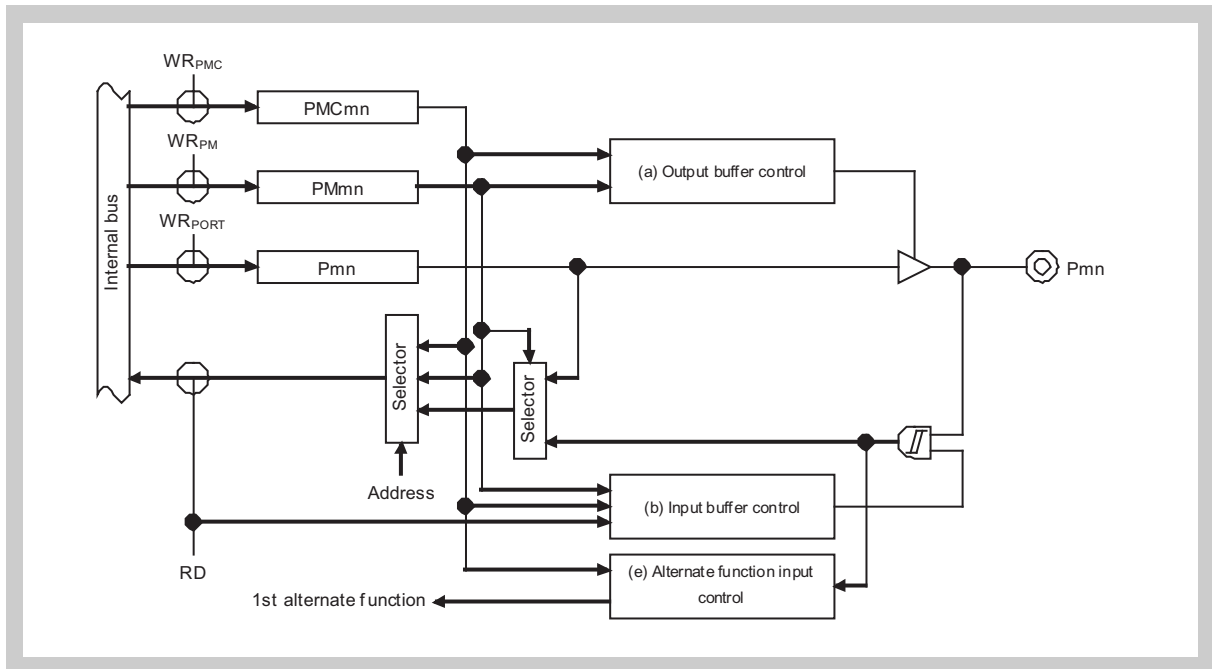 WRPMC
PMCmn
WRPM
(a) Output buffer control
PMmn
WRPORT
Internal bus
Pmn
Pmn
Selector
Selector
Address
(b) Input buffer control
RD
(e) Alternate function input
control
1st alternate function